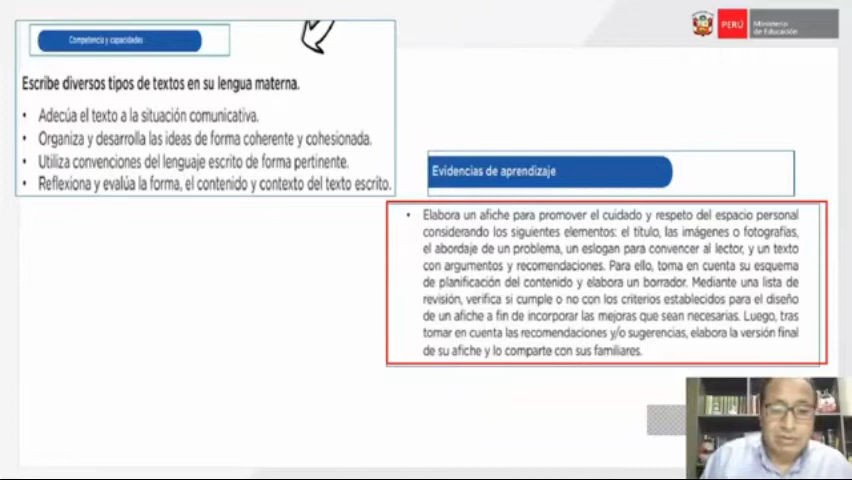 PERÚ
Ministerio
de Educación
Competencia y capacidades
Escribe diversos tipos de textos en su lengua materna.
• Adecúa el texto a la situación comunicativa.
• Organiza y desarrolla las ideas de forma coherente y cohesionada.
• Utiliza convenciones del lenguaje escrito de forma pertinente.
• Reflexiona y evalúa la forma, el contenido y contexto del texto escrito.
Evidencias de aprendizaje
• Elabora un afiche para promover el cuidado y respeto del espacio personal
considerando los siguientes elementos: el título, las imágenes o fotografías,
el abordaje de un problema, un eslogan para convencer al lector, y un texto
con argumentos y recomendaciones. Para ello, toma en cuenta su esquema
de planificación del contenido y elabora un borrador. Mediante una lista de
revisión, verifica si cumple o no con los criterios establecidos para el diseño
de un afiche a fin de incorporar las mejoras que sean necesarias. Luego, tras
tomar en cuenta las recomendaciones y/o sugerencias, elabora la versión final
de su afiche y lo comparte con sus familiares.